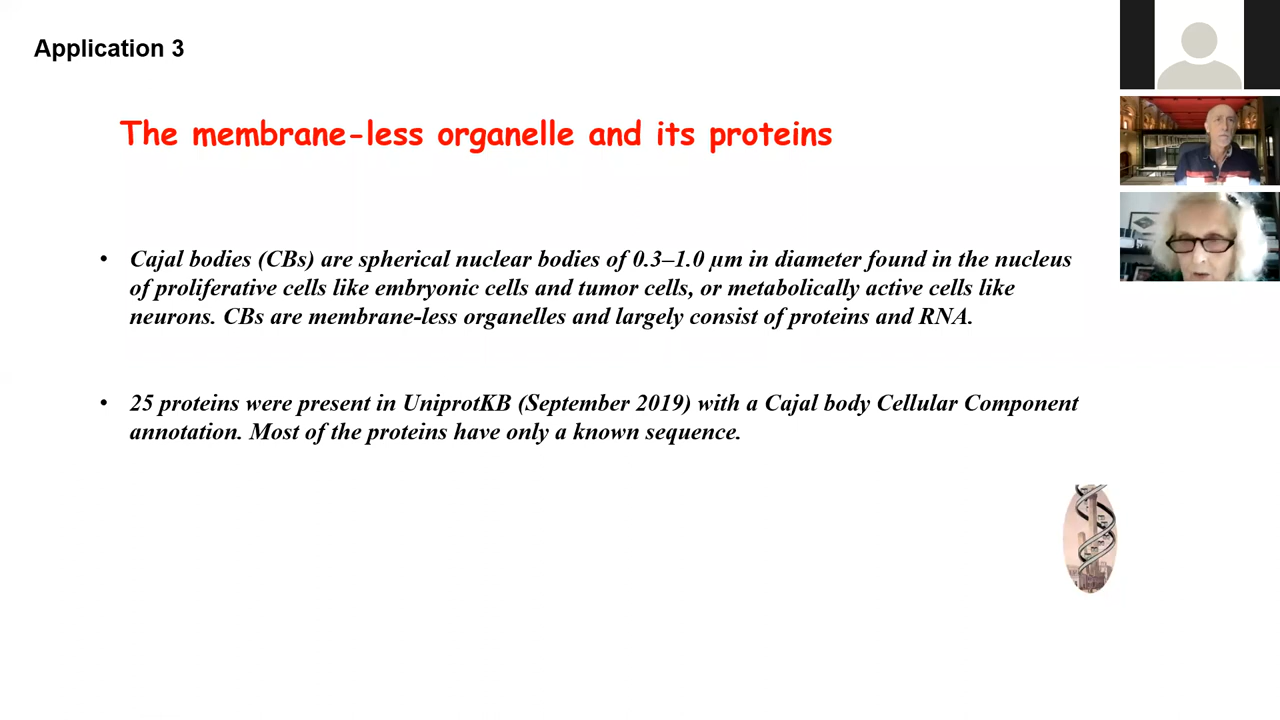 Application 3
The membrane-less organelle and its proteins
• Cajal bodies (CBs) are spherical nuclear bodies of 0.3–1.0 μm in diameter found in the nucleus
of proliferative cells like embryonic cells and tumor cells, or metabolically active cells like
neurons. CBs are membrane-less organelles and largely consist of proteins and RNA.
• 25 proteins were present in UniprotKB (September 2019) with a Cajal body Cellular Component
annotation. Most of the proteins have only a known sequence.